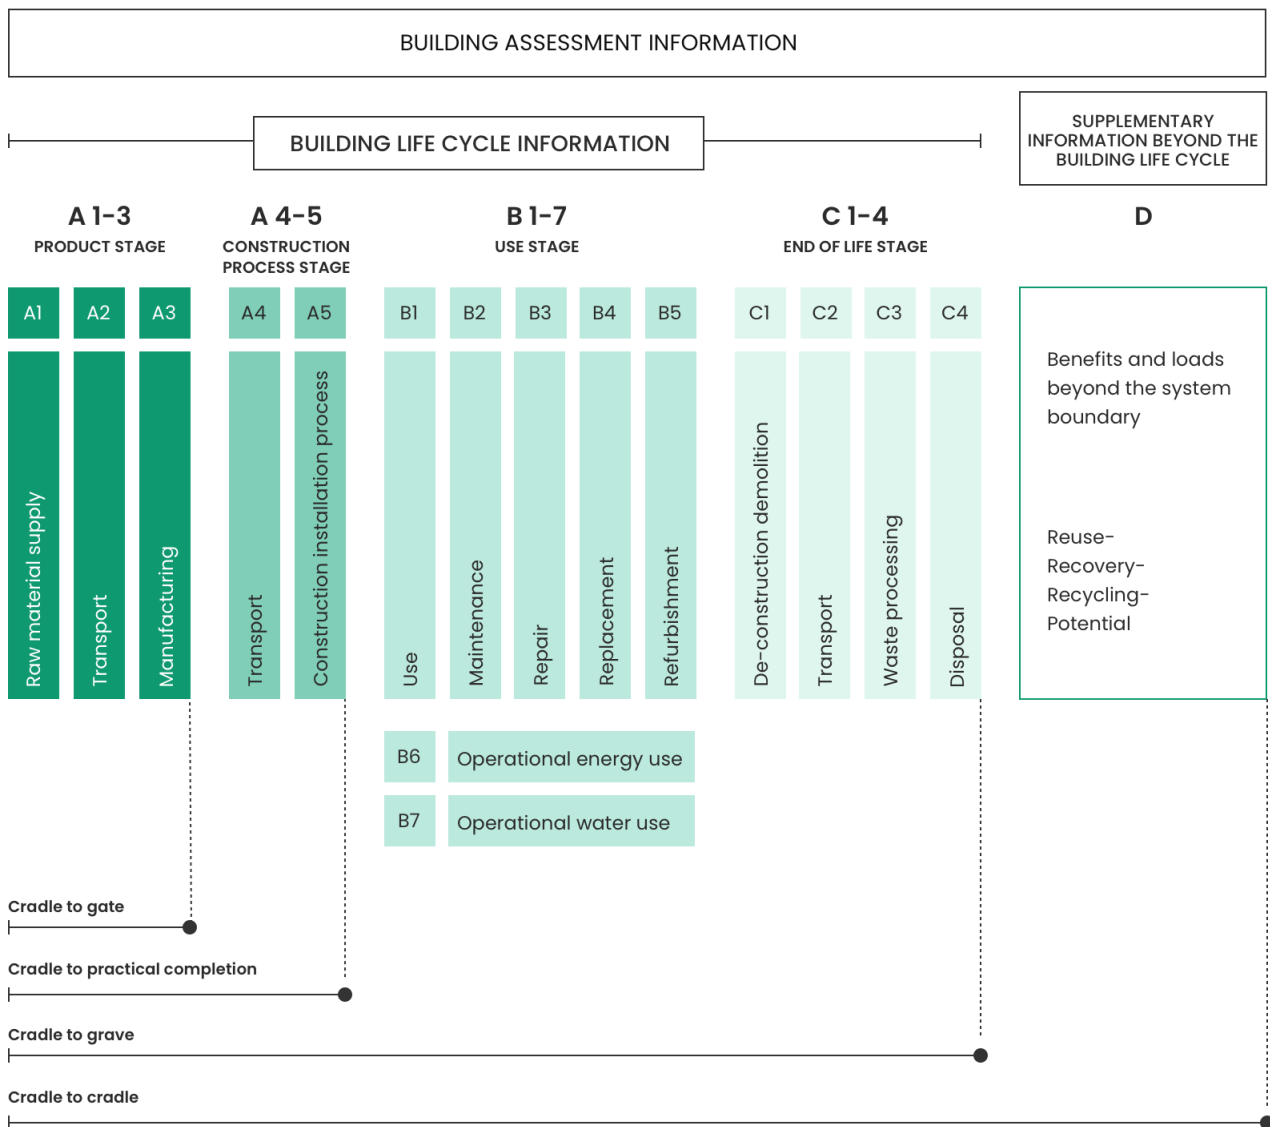 BUILDING ASSESSMENT INFORMATION
BUILDING LIFE CYCLE INFORMATION
SUPPLEMENTARY
INFORMATION BEYOND THE
BUILDING LIFE CYCLE
A 1-3
PRODUCT STAGE
A 4-5
CONSTRUCTION
PROCESS STAGE
B 1-7
USE STAGE
C 1-4
END OF LIFE STAGE
D
A1
A2
A3
A4
A5
B1
B2
B3
B4
B5
C1
C2
C3
C4
Raw material supply
Transport
Manufacturing
Transport
Construction installation process
Use
Maintenance
Repair
Replacement
Refurbishment
De-construction demolition
Transport
Waste processing
Disposal
Benefits and loads
beyond the system
boundary
Reuse-
Recovery-
Recycling-
Potential
B6
Operational energy use
B7
Operational water use
Cradle to gate
Cradle to practical completion
Cradle to grave
Cradle to cradle